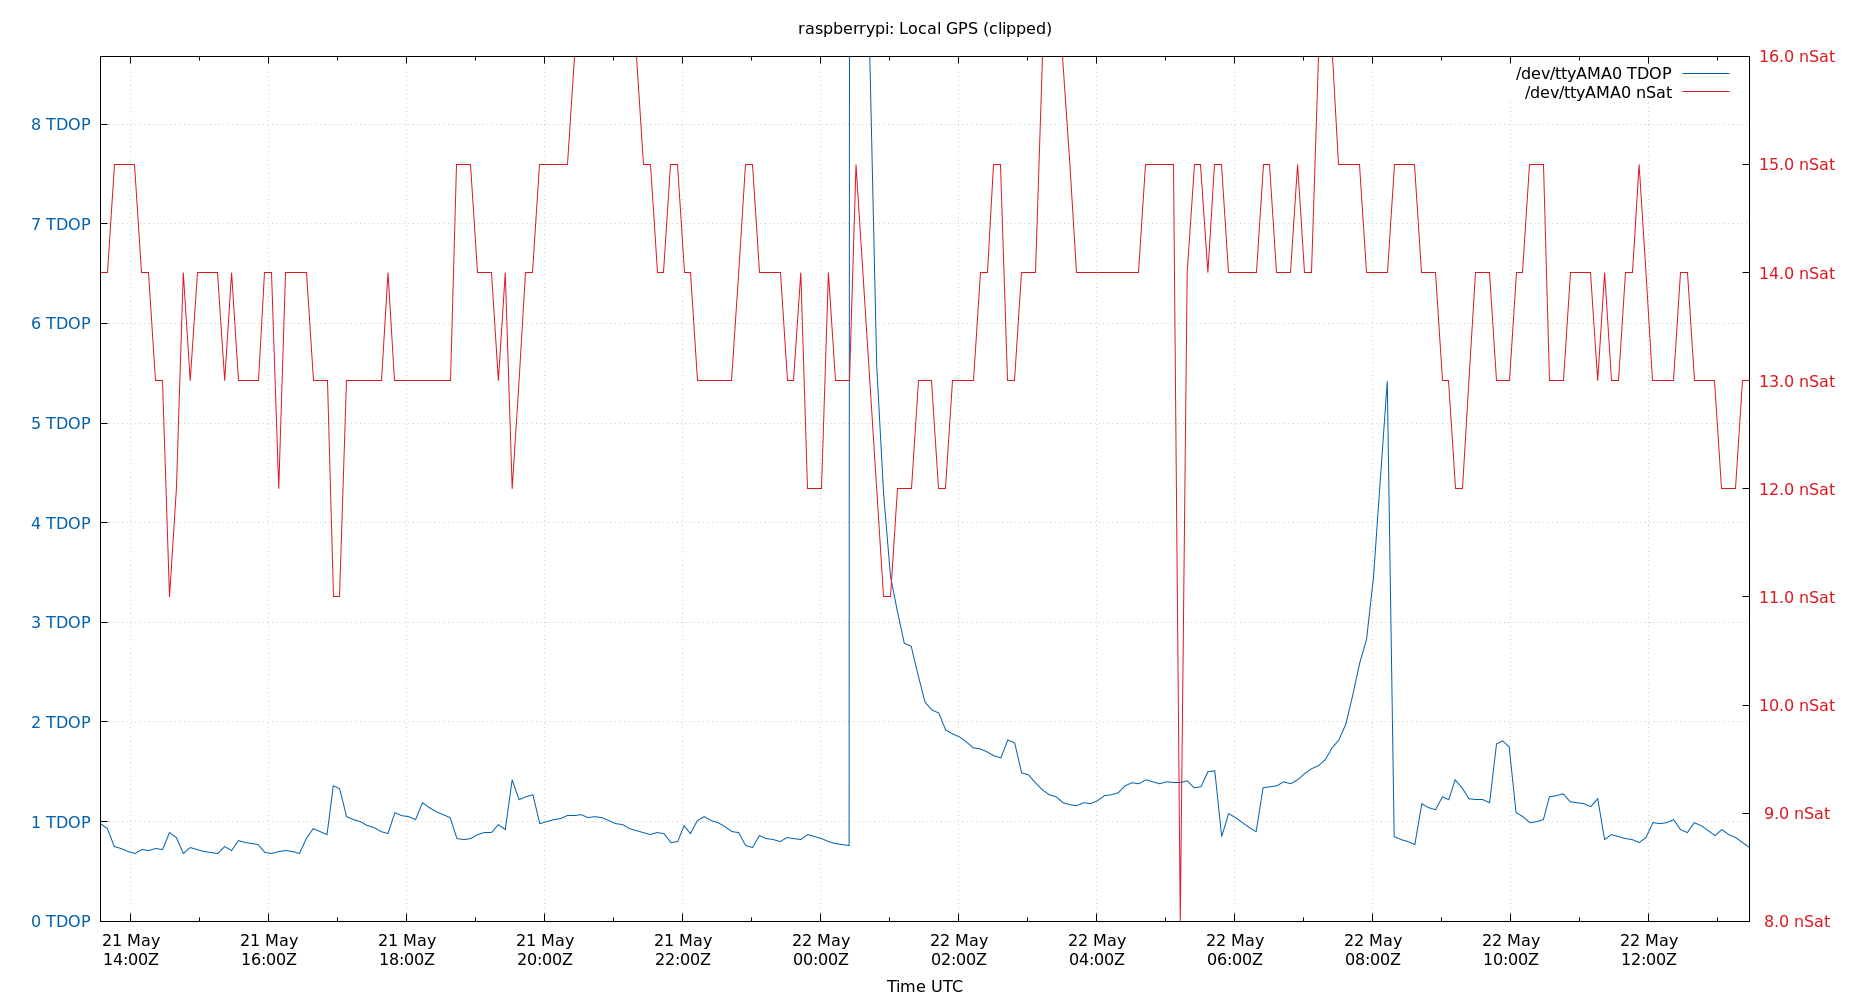 raspberrypi: Local GPS (clipped)
/dev/ttyAMA0 TDOP
/dev/ttyAMA0 nSat
8 TDOP
7 TDOP
6 TDOP
5 TDOP
4 TDOP
3 TDOP
2 TDOP
1 TDOP
0 TDOP
16.0 nSat
15.0 nSat
14.0 nSat
13.0 nSat
12.0 nSat
11.0 nSat
10.0 nSat
9.0 nSat
8.0 nSat
21 May
14:00Z
21 May
16:00Z
21 May
18:00Z
21 May
20:00Z
21 May
22:00Z
22 May
00:00Z
22 May
02:00Z
22 May
04:00Z
22 May
06:00Z
22 May
08:00Z
22 May
10:00Z
22 May
12:00Z
Time UTC